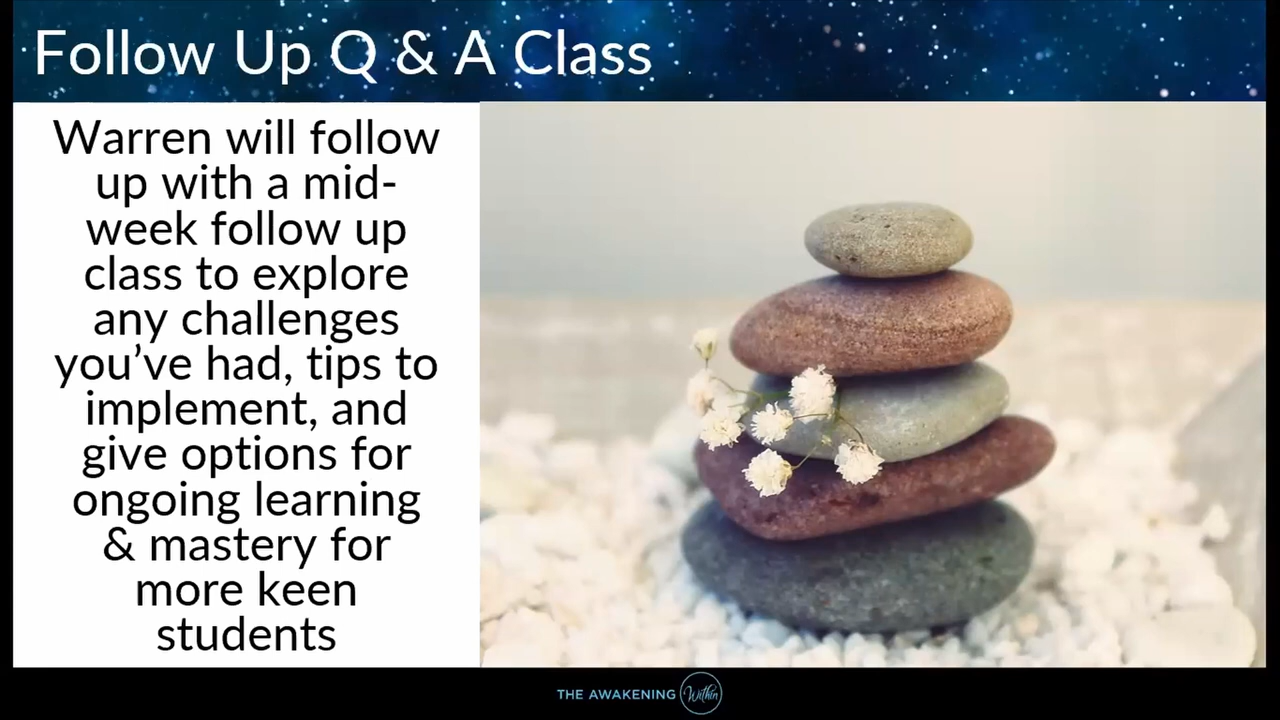 Follow Up Q & A Class
Warren will follow
up with a mid-
week follow up
class to explore
any challenges
you’ve had, tips to
implement, and
give options for
ongoing learning
& mastery for
more keen
students
THE AWAKENING Within